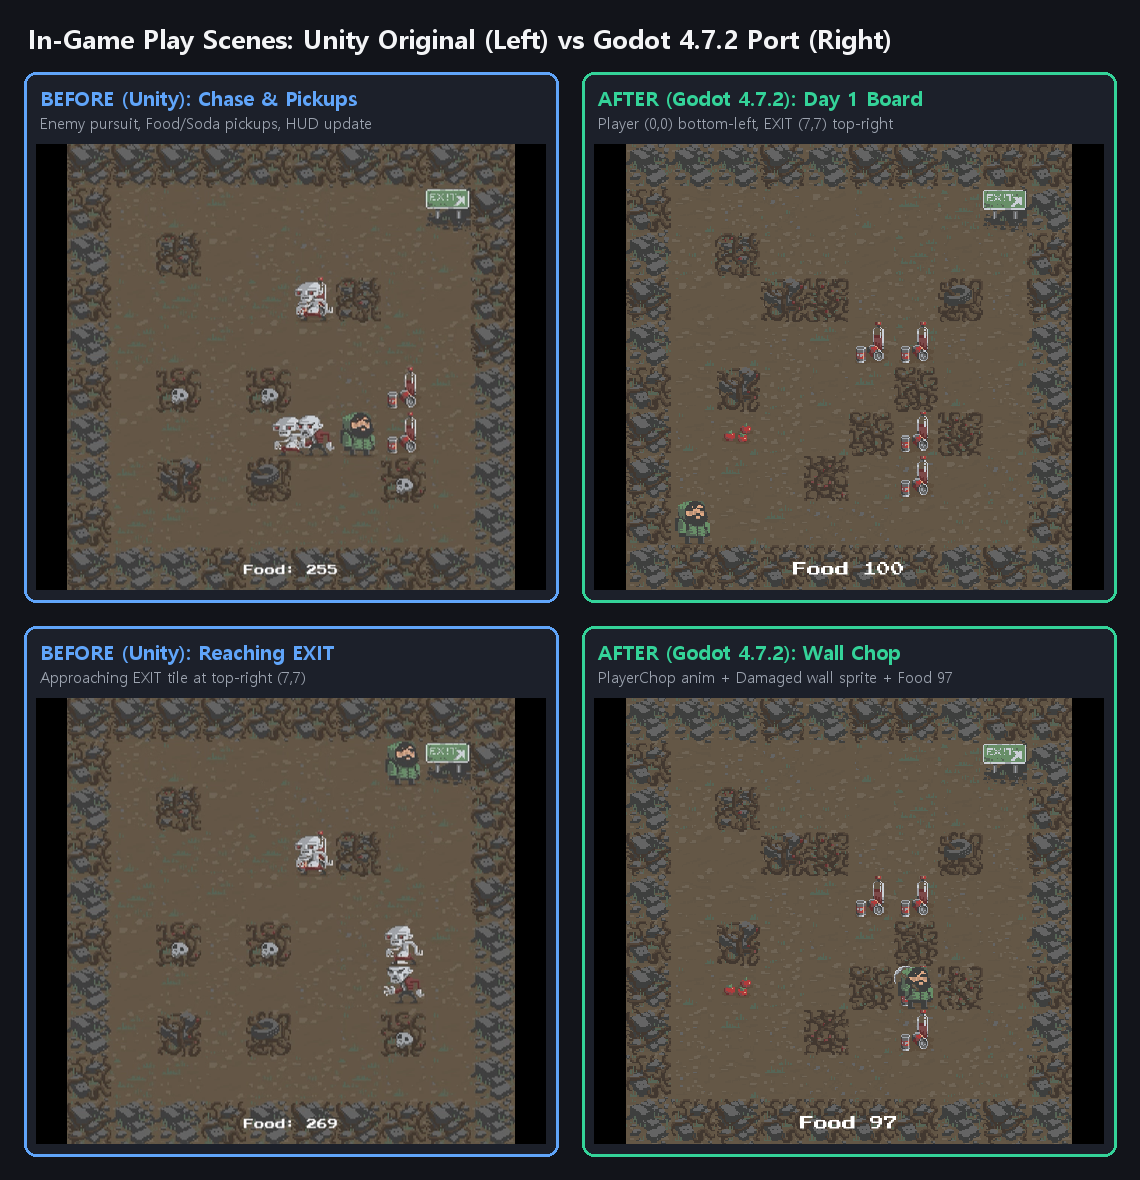 In-Game Play Scenes: Unity Original (Left) vs Godot 4.7.2 Port (Right)
BEFORE (Unity): Chase & Pickups
Enemy pursuit, Food/Soda pickups, HUD update
EXIT
Food: 255
AFTER (Godot 4.7.2): Day 1 Board
Player (0,0) bottom-left, EXIT (7,7) top-right
EXIT
Food 100
BEFORE (Unity): Reaching EXIT
Approaching EXIT tile at top-right (7,7)
EXIT
Food: 269
AFTER (Godot 4.7.2): Wall Chop
PlayerChop anim + Damaged wall sprite + Food 97
EXIT
Food 97